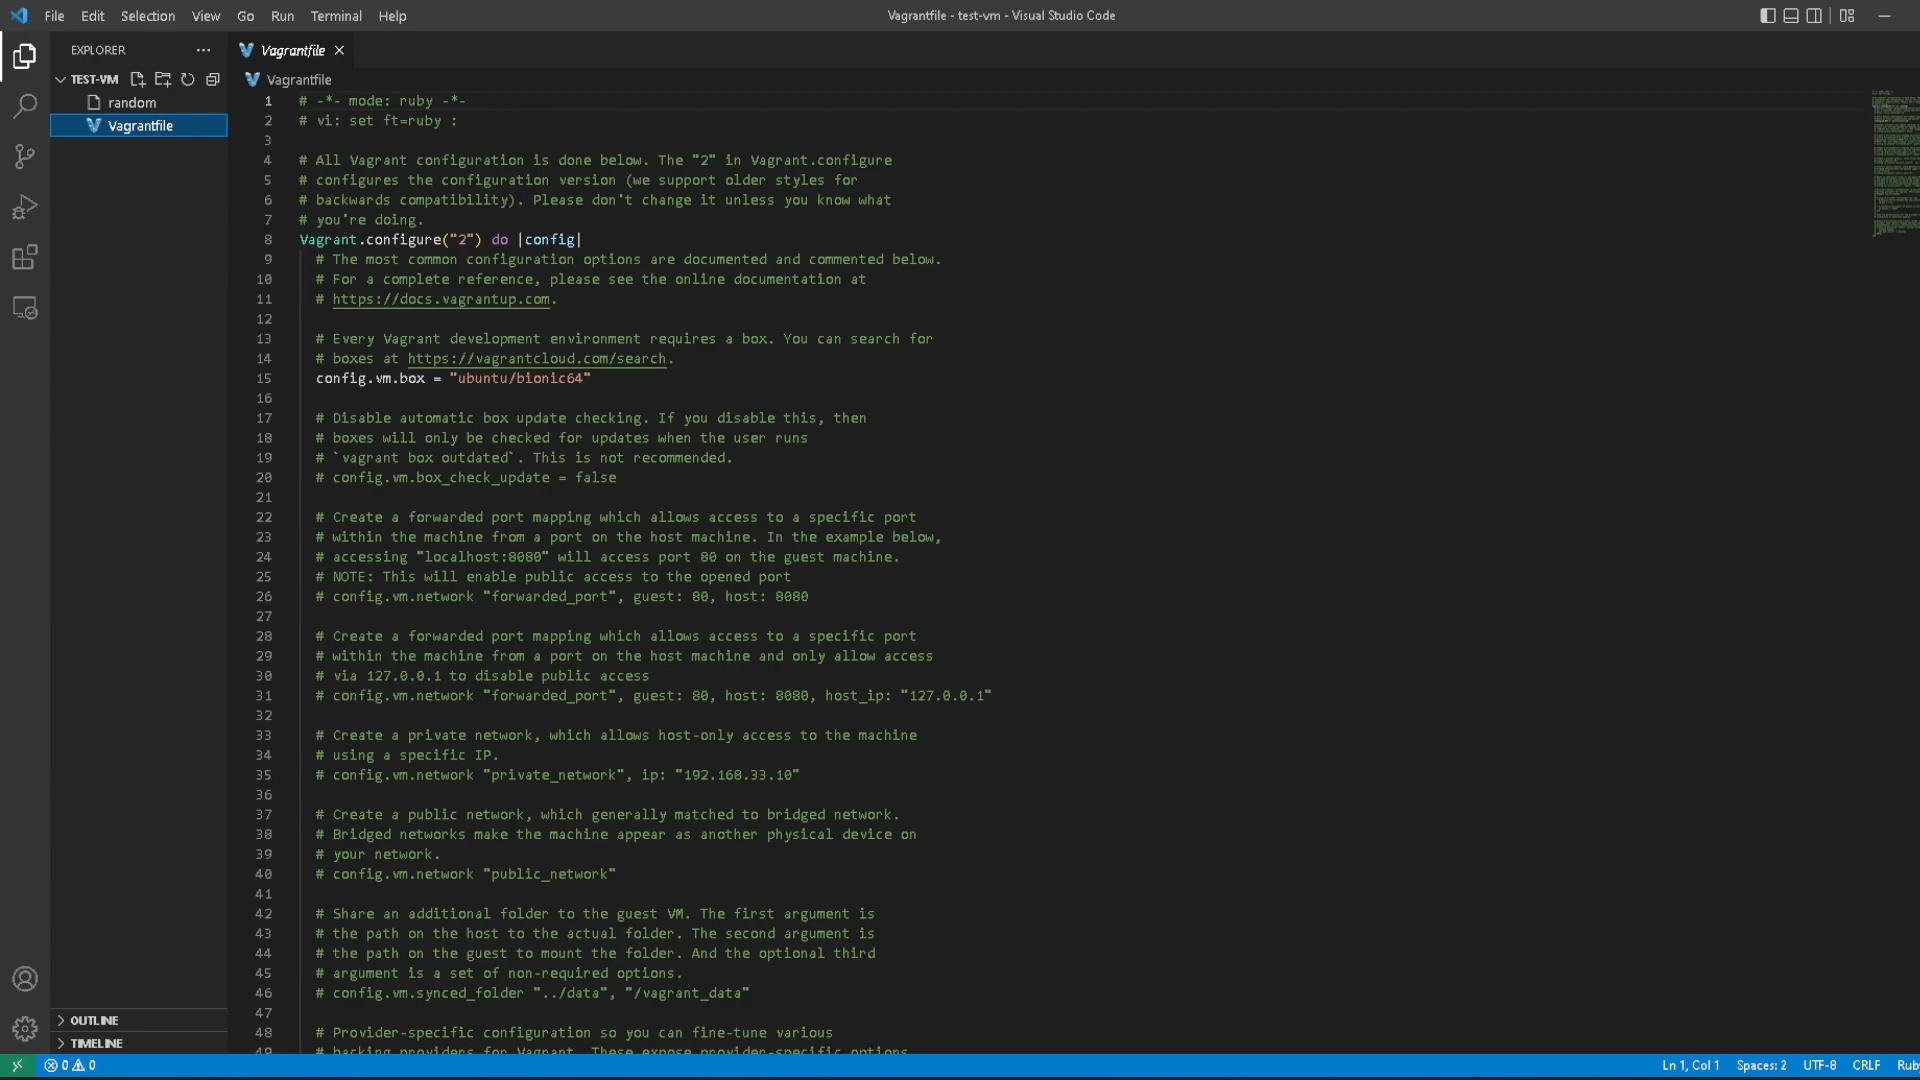 File Edit Selection View Go Run Terminal Help
Vagrantfile - test-vm - Visual Studio Code
EXPLORER
TEST-VM
random
Vagrantfile
OUTLINE
TIMELINE
Vagrantfile
Vagrantfile
1 # -*- mode: ruby -*-
2 # vi: set ft=ruby :
3
4 # All Vagrant configuration is done below. The "2" in Vagrant.configure
5 # configures the configuration version (we support older styles for
6 # backwards compatibility). Please don't change it unless you know what
7 # you're doing.
8 Vagrant.configure("2") do |config|
9 # The most common configuration options are documented and commented below.
10 # For a complete reference, please see the online documentation at
11 # https://docs.vagrantup.com.
12
13 # Every Vagrant development environment requires a box. You can search for
14 # boxes at https://vagrantcloud.com/search.
15 config.vm.box = "ubuntu/bionic64"
16
17 # Disable automatic box update checking. If you disable this, then
18 # boxes will only be checked for updates when the user runs
19 # `vagrant box outdated`. This is not recommended.
20 # config.vm.box_check_update = false
21
22 # Create a forwarded port mapping which allows access to a specific port
23 # within the machine from a port on the host machine. In the example below,
24 # accessing "localhost:8080" will access port 80 on the guest machine.
25 # NOTE: This will enable public access to the opened port
26 # config.vm.network "forwarded_port", guest: 80, host: 8080
27
28 # Create a forwarded port mapping which allows access to a specific port
29 # within the machine from a port on the host machine and only allow access
30 # via 127.0.0.1 to disable public access
31 # config.vm.network "forwarded_port", guest: 80, host: 8080, host_ip: "127.0.0.1"
32
33 # Create a private network, which allows host-only access to the machine
34 # using a specific IP.
35 # config.vm.network "private_network", ip: "192.168.33.10"
36
37 # Create a public network, which generally matched to bridged network.
38 # Bridged networks make the machine appear as another physical device on
39 # your network.
40 # config.vm.network "public_network"
41
42 # Share an additional folder to the guest VM. The first argument is
43 # the path on the host to the actual folder. The second argument is
44 # the path on the guest to mount the folder. And the optional third
45 # argument is a set of non-required options.
46 # config.vm.synced_folder "../data", "/vagrant_data"
47
48 # Provider-specific configuration so you can fine-tune various
49 # backing providers for Vagrant. These expose provider-specific options.
0 0
Ln 1, Col 1 Spaces: 2 UTF-8 CRLF Rub